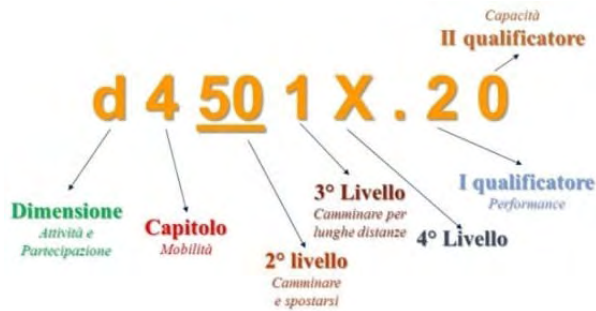 Capacità
II qualificatore
d 4 50 1 X . 2 0
Dimensione
Attività e
Partecipazione
Capitolo
Mobilità
2° livello
Camminare
e spostarsi
3° Livello
Camminare per
lunghe distanze
4° Livello
I qualificatore
Performance